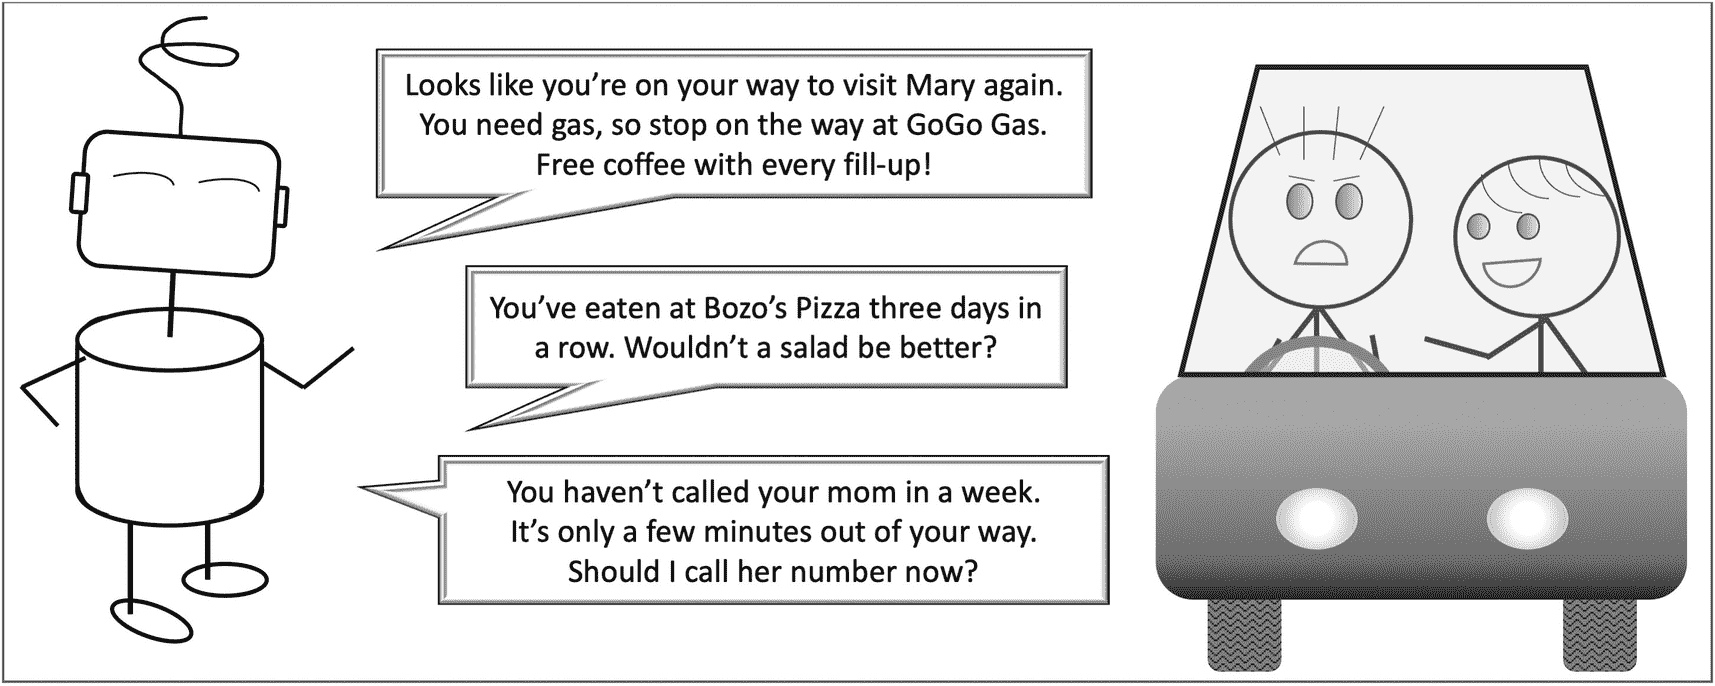 Looks like you’re on your way to visit Mary again.
You need gas, so stop on the way at GoGo Gas.
Free coffee with every fill-up!
You’ve eaten at Bozo’s Pizza three days in
a row. Wouldn’t a salad be better?
You haven’t called your mom in a week.
It’s only a few minutes out of your way.
Should I call her number now?